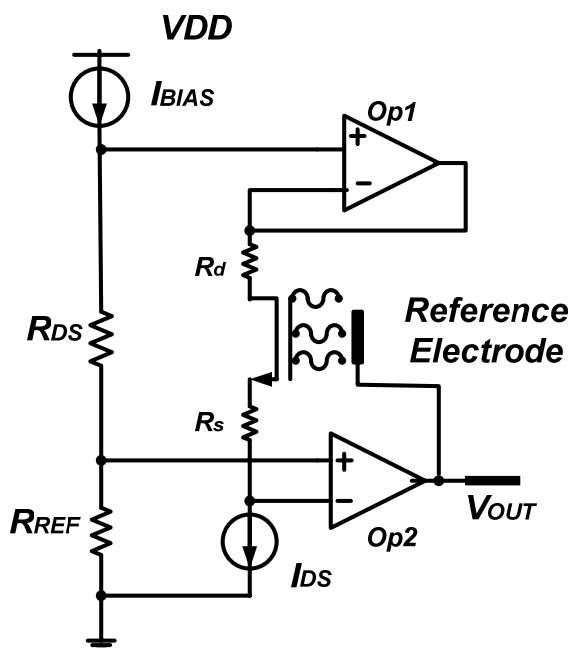 VDD
IBIAS
Op1
+
−
Rd
RDS
Reference
Electrode
Rs
+
−
RREF
VOUT
Op2
IDS